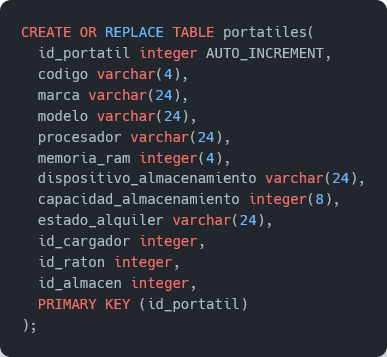 CREATE OR REPLACE TABLE portatiles(
  id_portatil integer AUTO_INCREMENT,
  codigo varchar(4),
  marca varchar(24),
  modelo varchar(24),
  procesador varchar(24),
  memoria_ram integer(4),
  dispositivo_almacenamiento varchar(24),
  capacidad_almacenamiento integer(8),
  estado_alquiler varchar(24),
  id_cargador integer,
  id_raton integer,
  id_almacen integer,
  PRIMARY KEY (id_portatil)
);